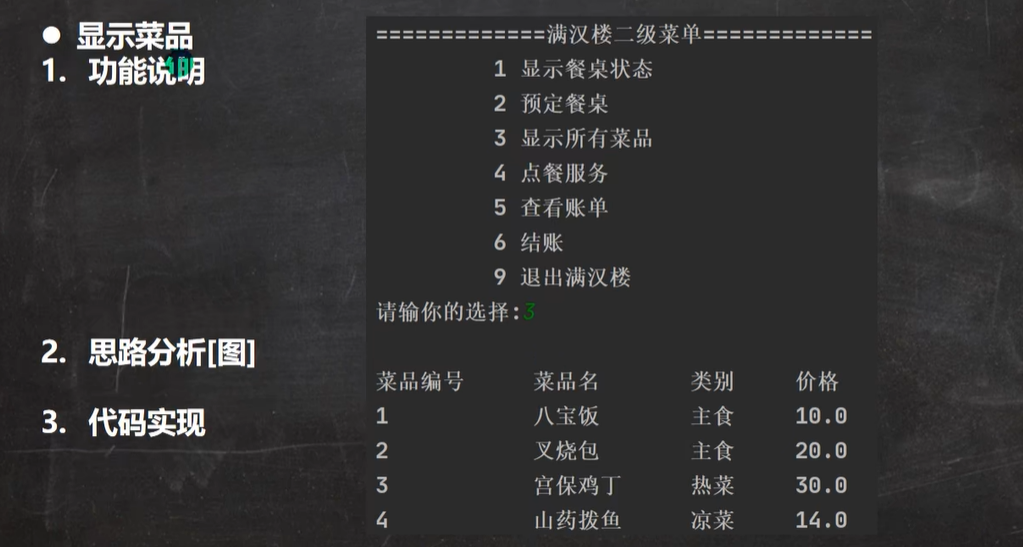 ● 显示菜品
1. 功能说明
2. 思路分析[图]
3. 代码实现
=============满汉楼二级菜单=============
1 显示餐桌状态
2 预定餐桌
3 显示所有菜品
4 点餐服务
5 查看账单
6 结账
9 退出满汉楼
请输你的选择:3
菜品编号 菜品名 类别 价格
1 八宝饭 主食 10.0
2 叉烧包 主食 20.0
3 宫保鸡丁 热菜 30.0
4 山药拨鱼 凉菜 14.0